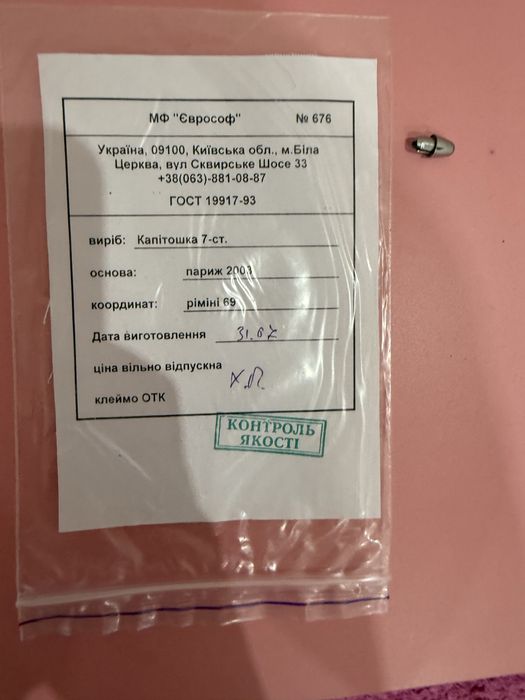 МФ "Єврософ" № 676
Україна, 09100, Київська обл., м.Біла
Церква, вул Сквирське Шосе 33
+38(063)-881-08-87
ГОСТ 19917-93
виріб: Капітошка 7-ст.
основа: париж 2003
координат: ріміні 69
Дата виготовлення 31.07
ціна вільно відпускна
клеймо ОТК
КОНТРОЛЬ
ЯКОСТІ